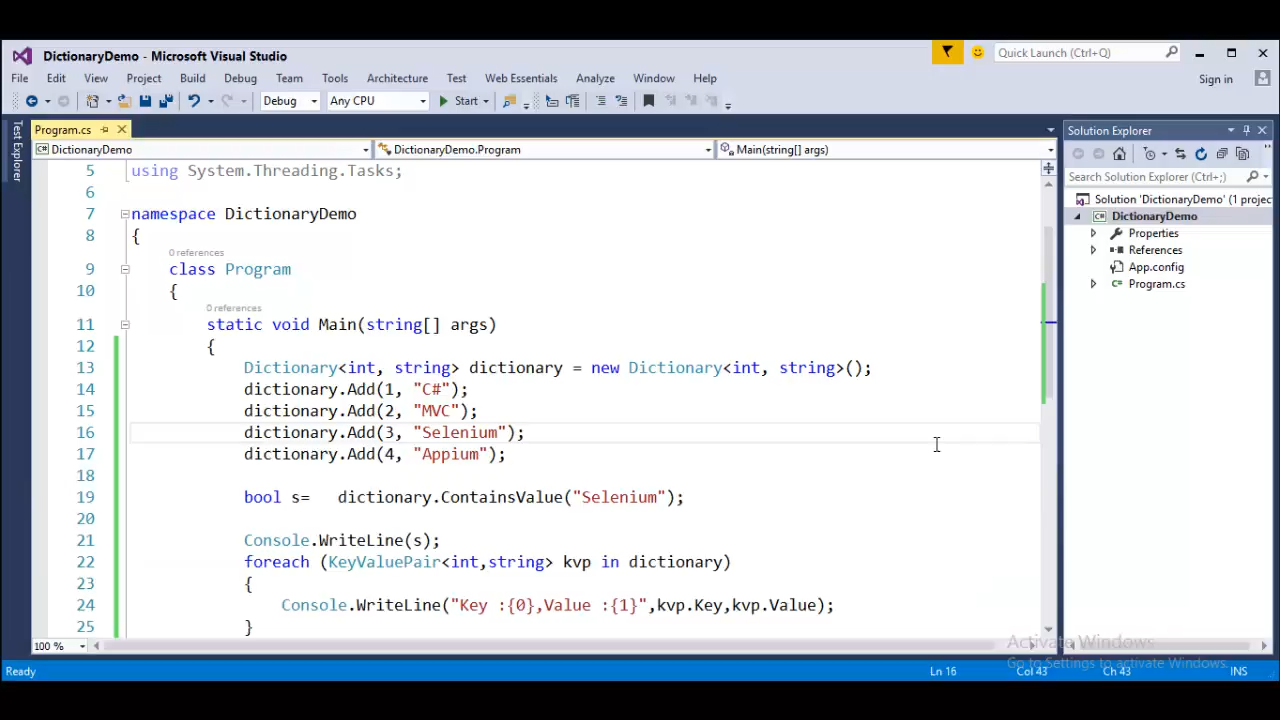 DictionaryDemo - Microsoft Visual Studio
Quick Launch (Ctrl+Q)
File Edit View Project Build Debug Team Tools Architecture Test Web Essentials Analyze Window Help
Sign in
Debug Any CPU Start
Test Explorer
Program.cs
DictionaryDemo DictionaryDemo.Program Main(string[] args)
5 using System.Threading.Tasks;
6
7 namespace DictionaryDemo
8 {
0 references
9 class Program
10 {
0 references
11 static void Main(string[] args)
12 {
13 Dictionary<int, string> dictionary = new Dictionary<int, string>();
14 dictionary.Add(1, "C#");
15 dictionary.Add(2, "MVC");
16 dictionary.Add(3, "Selenium");
17 dictionary.Add(4, "Appium");
18
19 bool s= dictionary.ContainsValue("Selenium");
20
21 Console.WriteLine(s);
22 foreach (KeyValuePair<int,string> kvp in dictionary)
23 {
24 Console.WriteLine("Key :{0},Value :{1}",kvp.Key,kvp.Value);
25 }
100 %
Solution Explorer
Search Solution Explorer (Ctrl+;)
Solution 'DictionaryDemo' (1 projec
DictionaryDemo
Properties
References
App.config
C# Program.cs
Activate Windows
Go to Settings to activate Windows.
Ready Ln 16 Col 43 Ch 43 INS